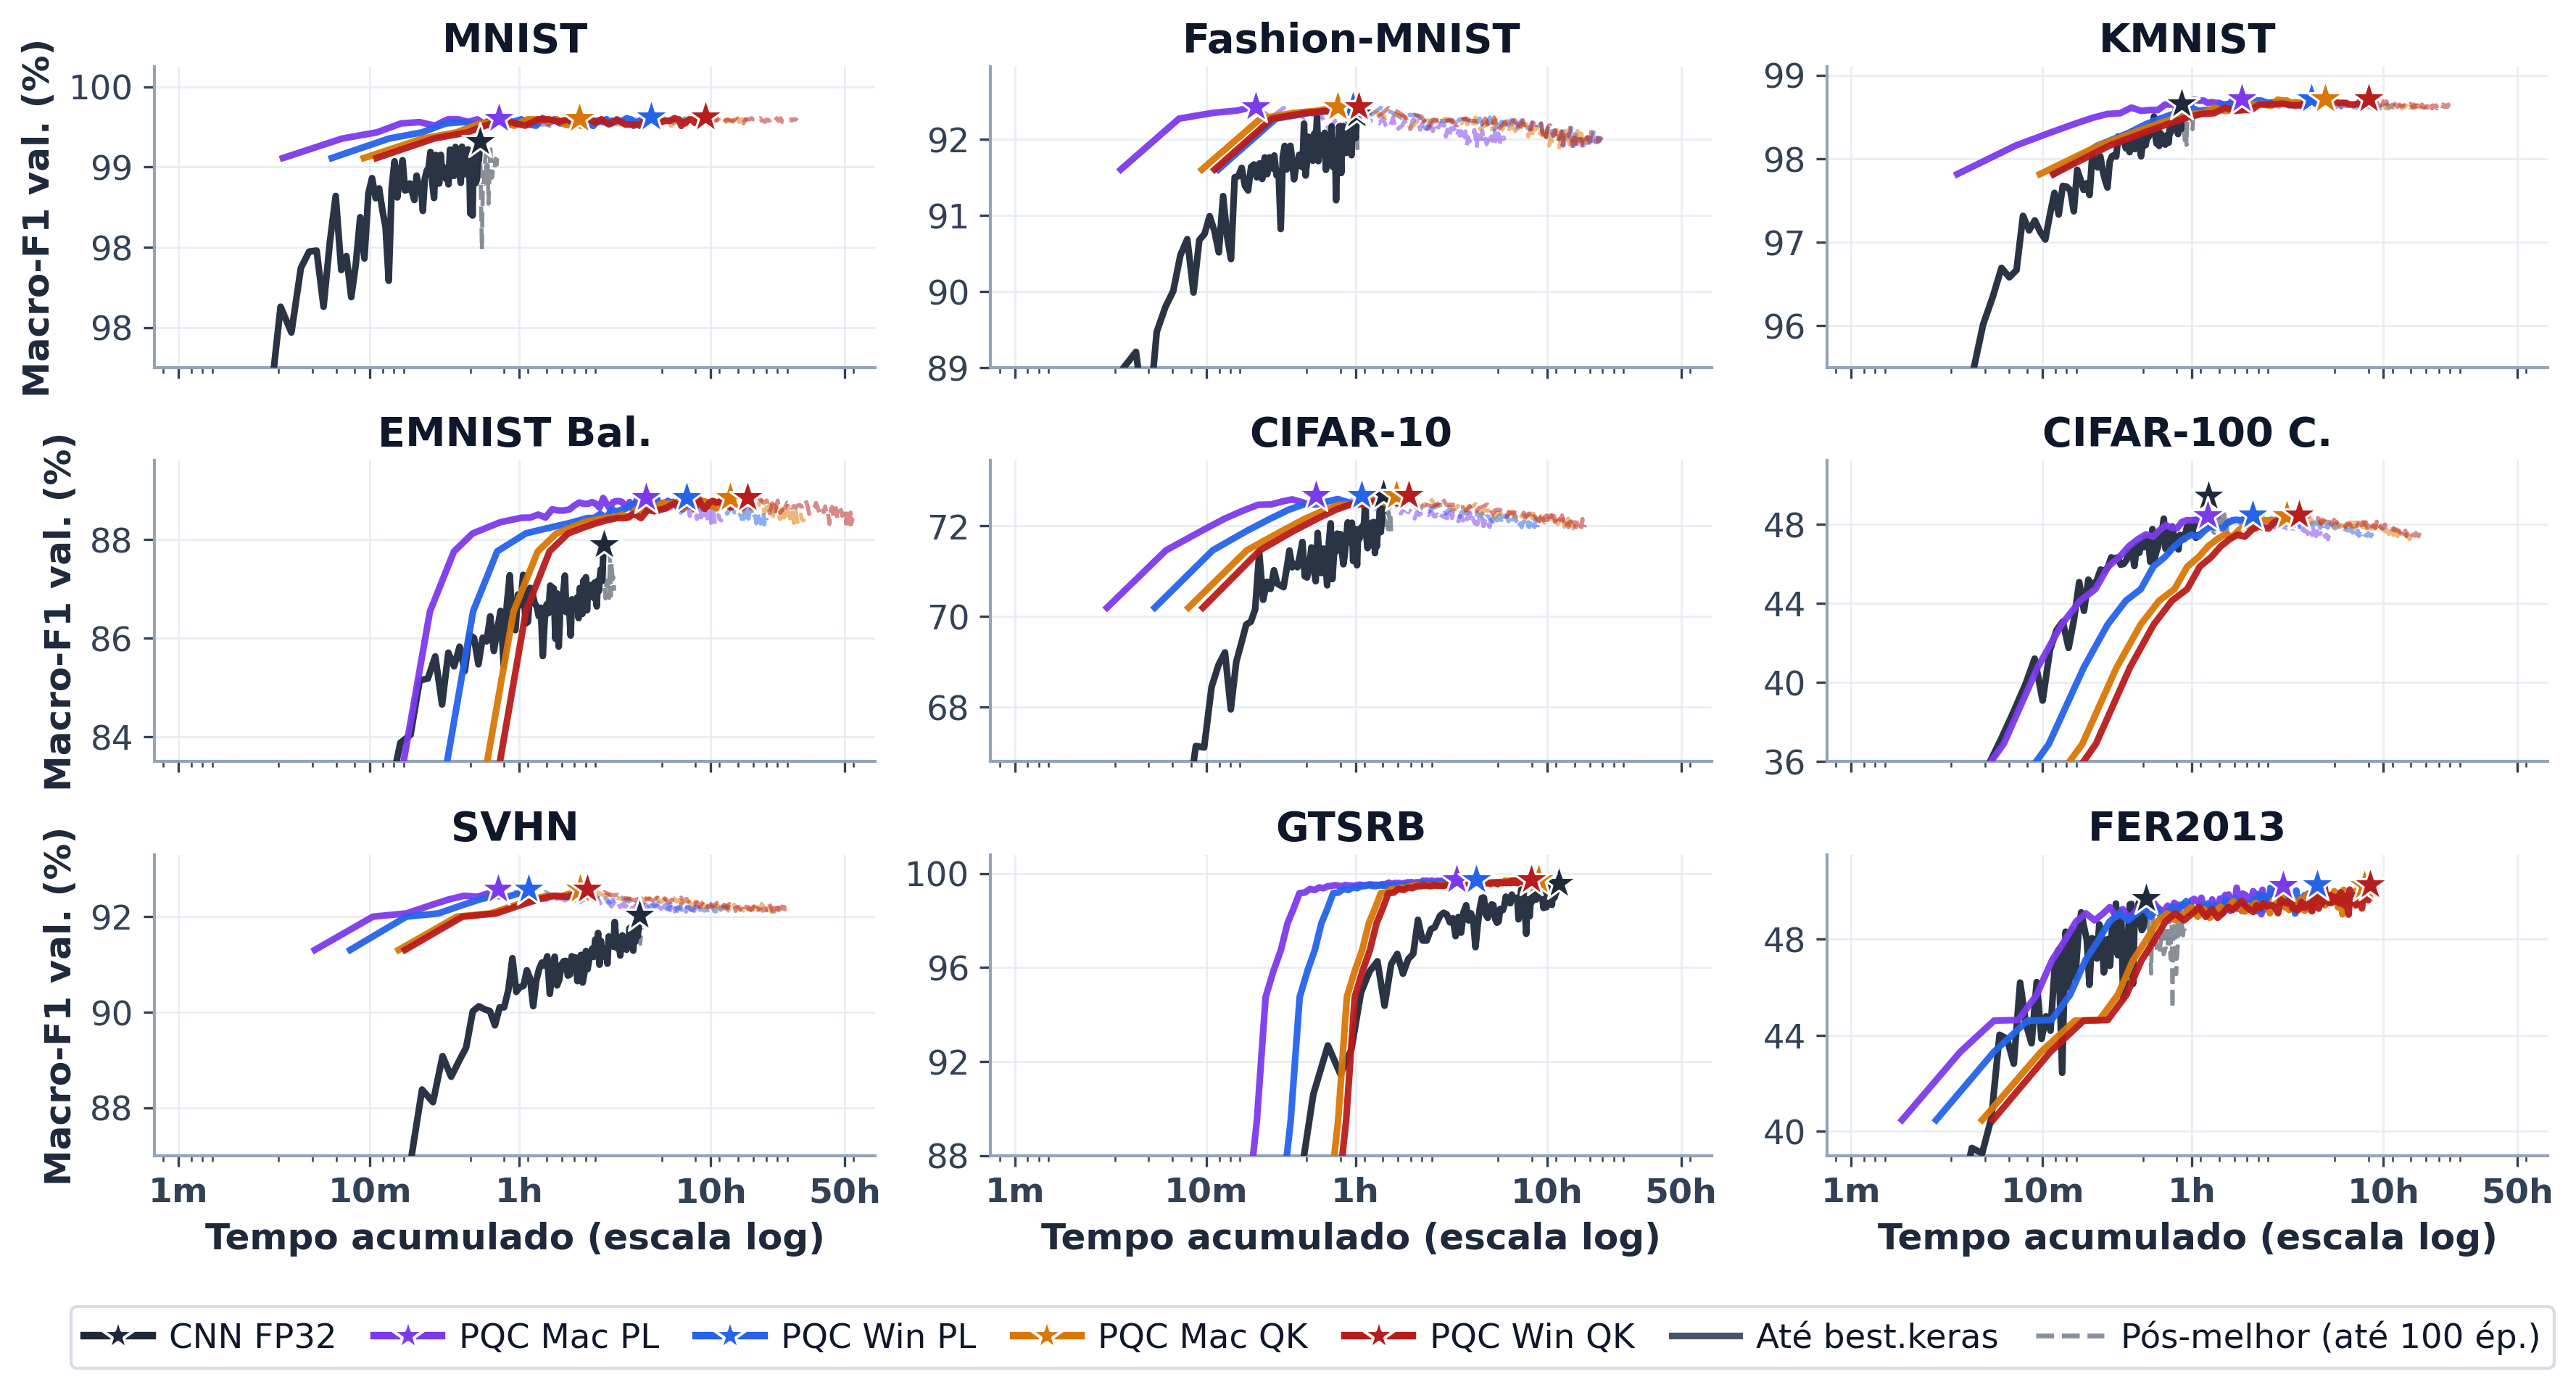 MNIST
Fashion-MNIST
KMNIST
Macro-F1 val. (%)
100
99
98
98
92
91
90
89
99
98
97
96
EMNIST Bal.
CIFAR-10
CIFAR-100 C.
Macro-F1 val. (%)
88
86
84
72
70
68
48
44
40
36
SVHN
GTSRB
FER2013
Macro-F1 val. (%)
92
90
88
100
96
92
88
48
44
40
1m 10m 1h 10h 50h
1m 10m 1h 10h 50h
1m 10m 1h 10h 50h
Tempo acumulado (escala log)
Tempo acumulado (escala log)
Tempo acumulado (escala log)
CNN FP32 PQC Mac PL PQC Win PL PQC Mac QK PQC Win QK Até best.keras Pós-melhor (até 100 ép.)